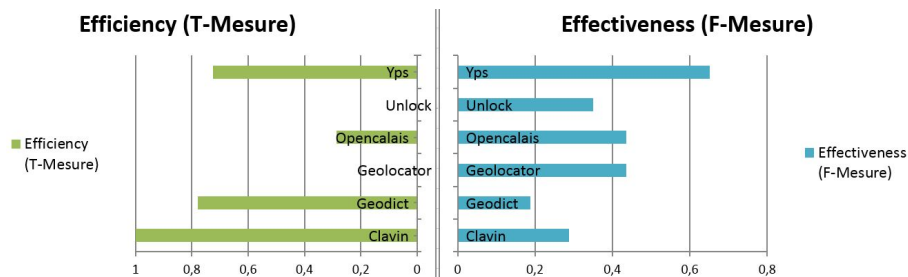 Efficiency (T-Mesure)
Yps
Unlock
Opencalais
Geolocator
Geodict
Clavin
1 0,8 0,6 0,4 0,2 0
Efficiency
(T-Mesure)
Effectiveness (F-Mesure)
Yps
Unlock
Opencalais
Geolocator
Geodict
Clavin
0 0,2 0,4 0,6 0,8
Effectiveness
(F-Mesure)